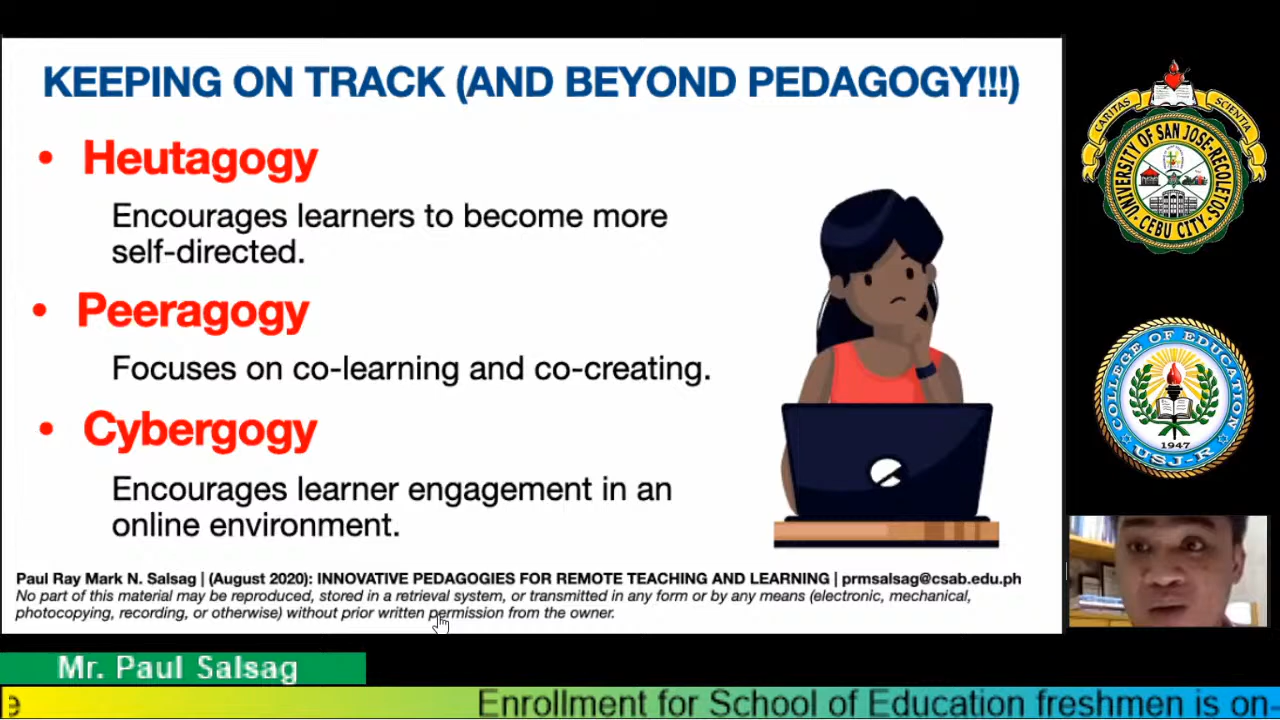 KEEPING ON TRACK (AND BEYOND PEDAGOGY!!!)
• Heutagogy
Encourages learners to become more
self-directed.
• Peeragogy
Focuses on co-learning and co-creating.
• Cybergogy
Encourages learner engagement in an
online environment.
Paul Ray Mark N. Salsag | (August 2020): INNOVATIVE PEDAGOGIES FOR REMOTE TEACHING AND LEARNING | prmsalsag@csab.edu.ph
No part of this material may be reproduced, stored in a retrieval system, or transmitted in any form or by any means (electronic, mechanical,
photocopying, recording, or otherwise) without prior written permission from the owner.
CARITAS
SCIENTIA
UNIVERSITY OF SAN JOSE-RECOLETOS
CEBU CITY
COLLEGE OF EDUCATION
1947
USJ-R
Mr. Paul Salsag
e
Enrollment for School of Education freshmen is on-